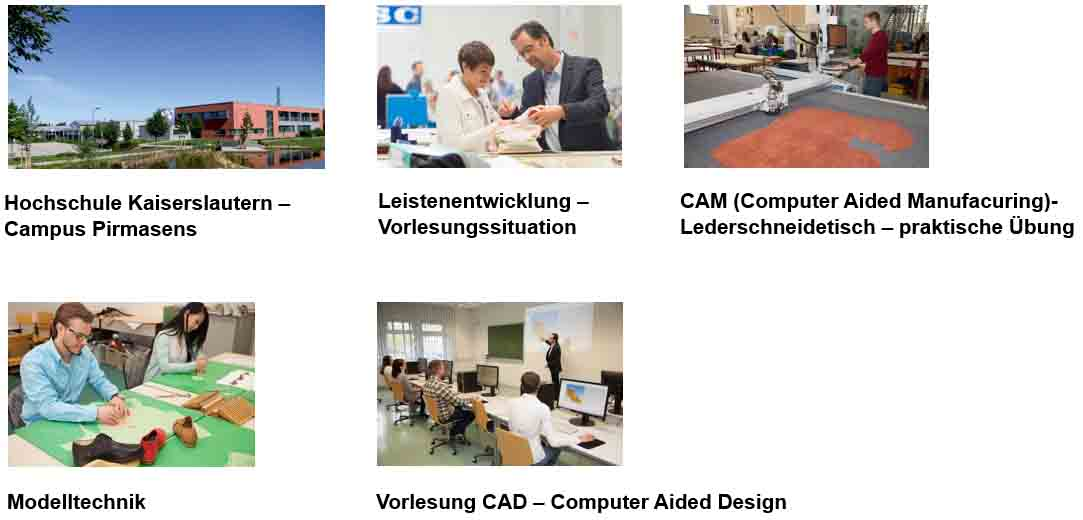 SC
Hochschule Kaiserslautern –
Campus Pirmasens
Leistenentwicklung –
Vorlesungssituation
CAM (Computer Aided Manufacuring)-
Lederschneidetisch – praktische Übung
Modelltechnik
Vorlesung CAD – Computer Aided Design